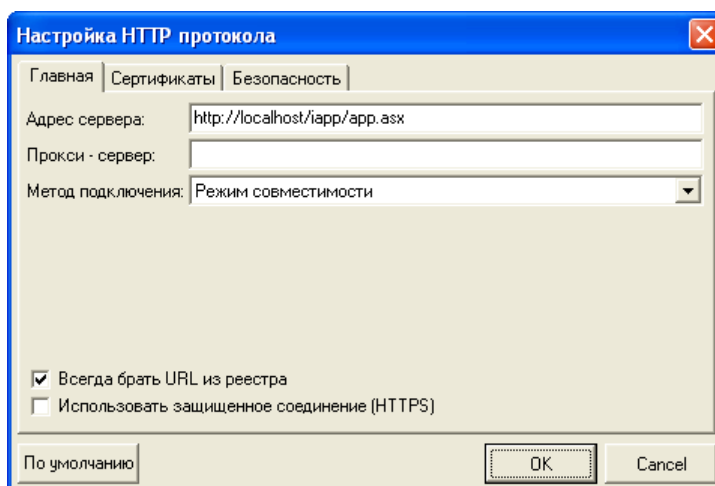 Настройка HTTP протокола
Главная Сертификаты Безопасность
Адрес сервера: http://localhost/iapp/app.asx
Прокси - сервер:
Метод подключения: Режим совместимости
Всегда брать URL из реестра
Использовать защищенное соединение (HTTPS)
По умолчанию OK Cancel